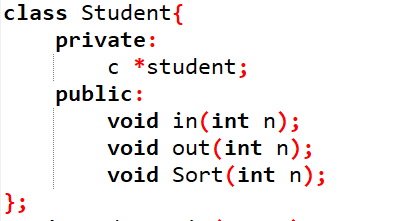 class Student{
    private:
        c *student;
    public:
        void in(int n);
        void out(int n);
        void Sort(int n);
};